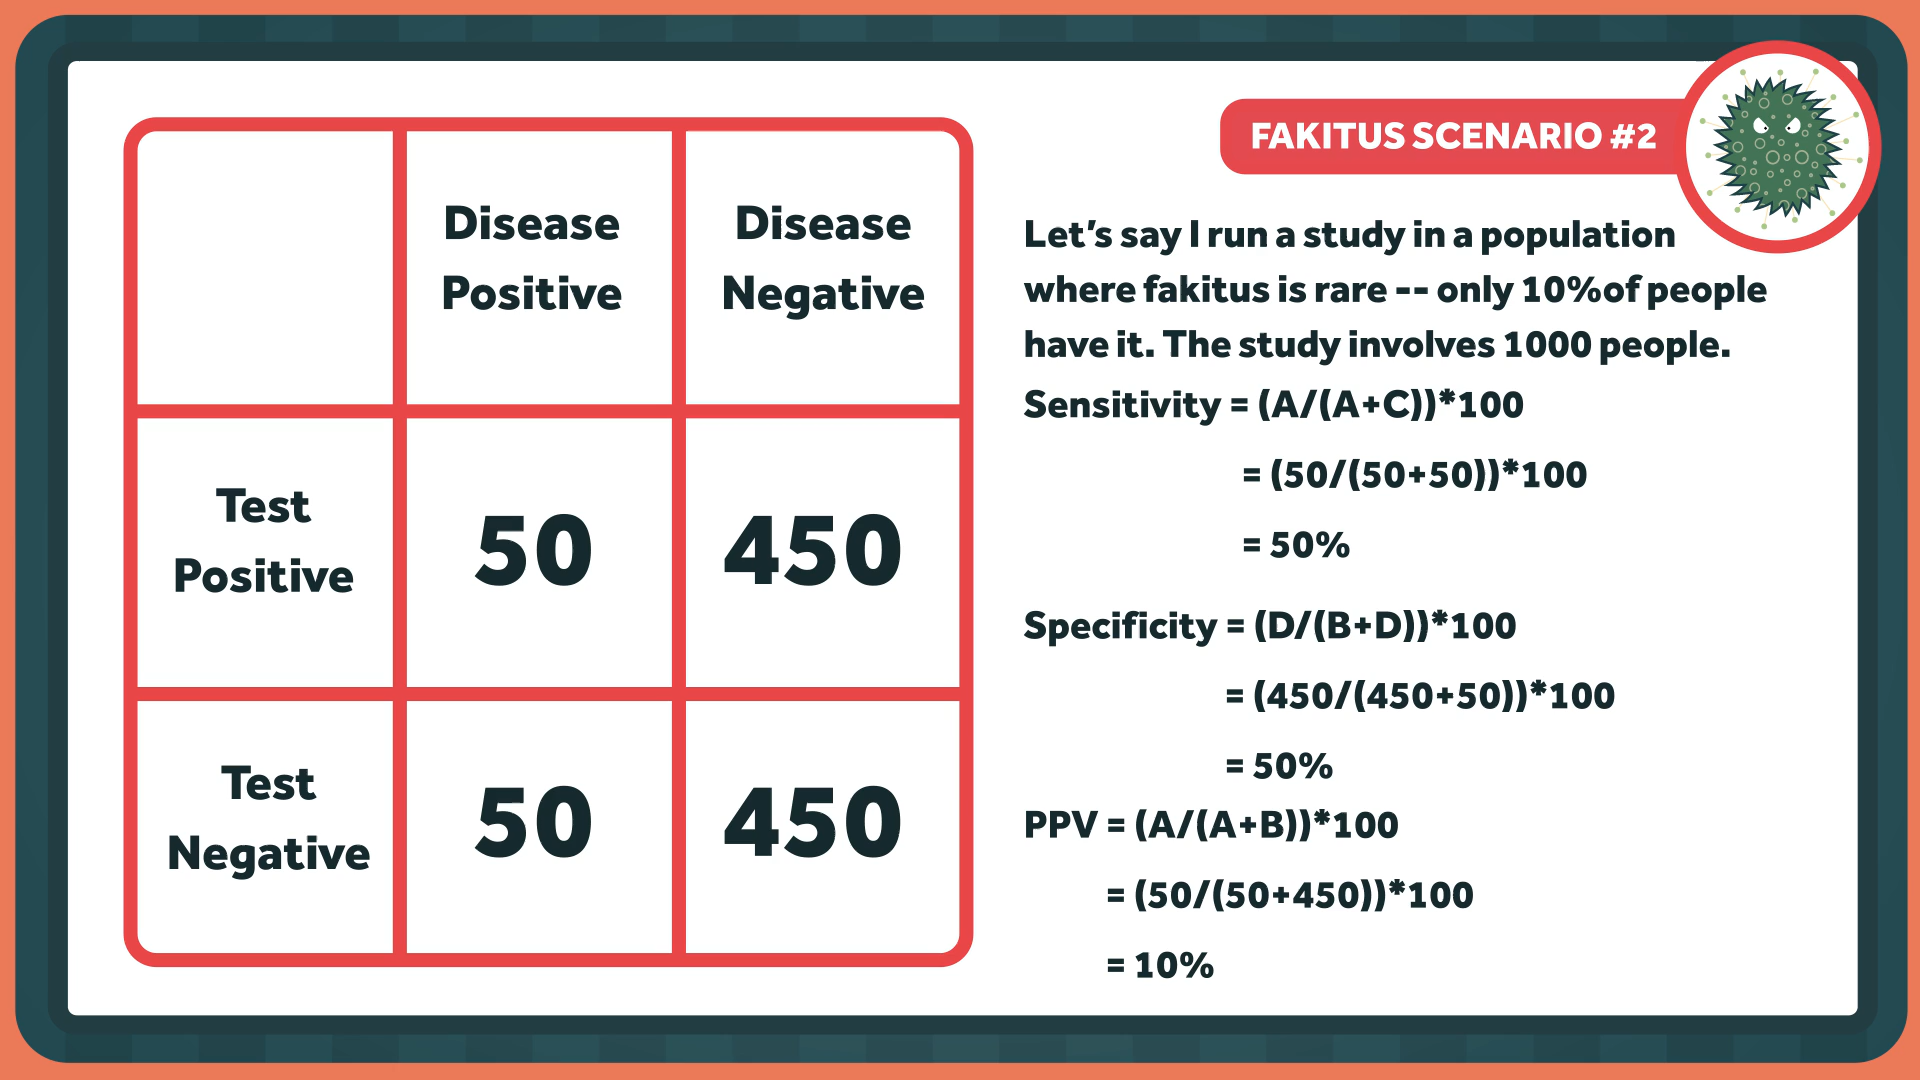 Disease
Positive
Disease
Negative
Test
Positive
50
450
Test
Negative
50
450
FAKITUS SCENARIO #2
Let's say I run a study in a population
where fakitus is rare -- only 10%of people
have it. The study involves 1000 people.
Sensitivity = (A/(A+C))*100
= (50/(50+50))*100
= 50%
Specificity = (D/(B+D))*100
= (450/(450+50))*100
= 50%
PPV = (A/(A+B))*100
= (50/(50+450))*100
= 10%